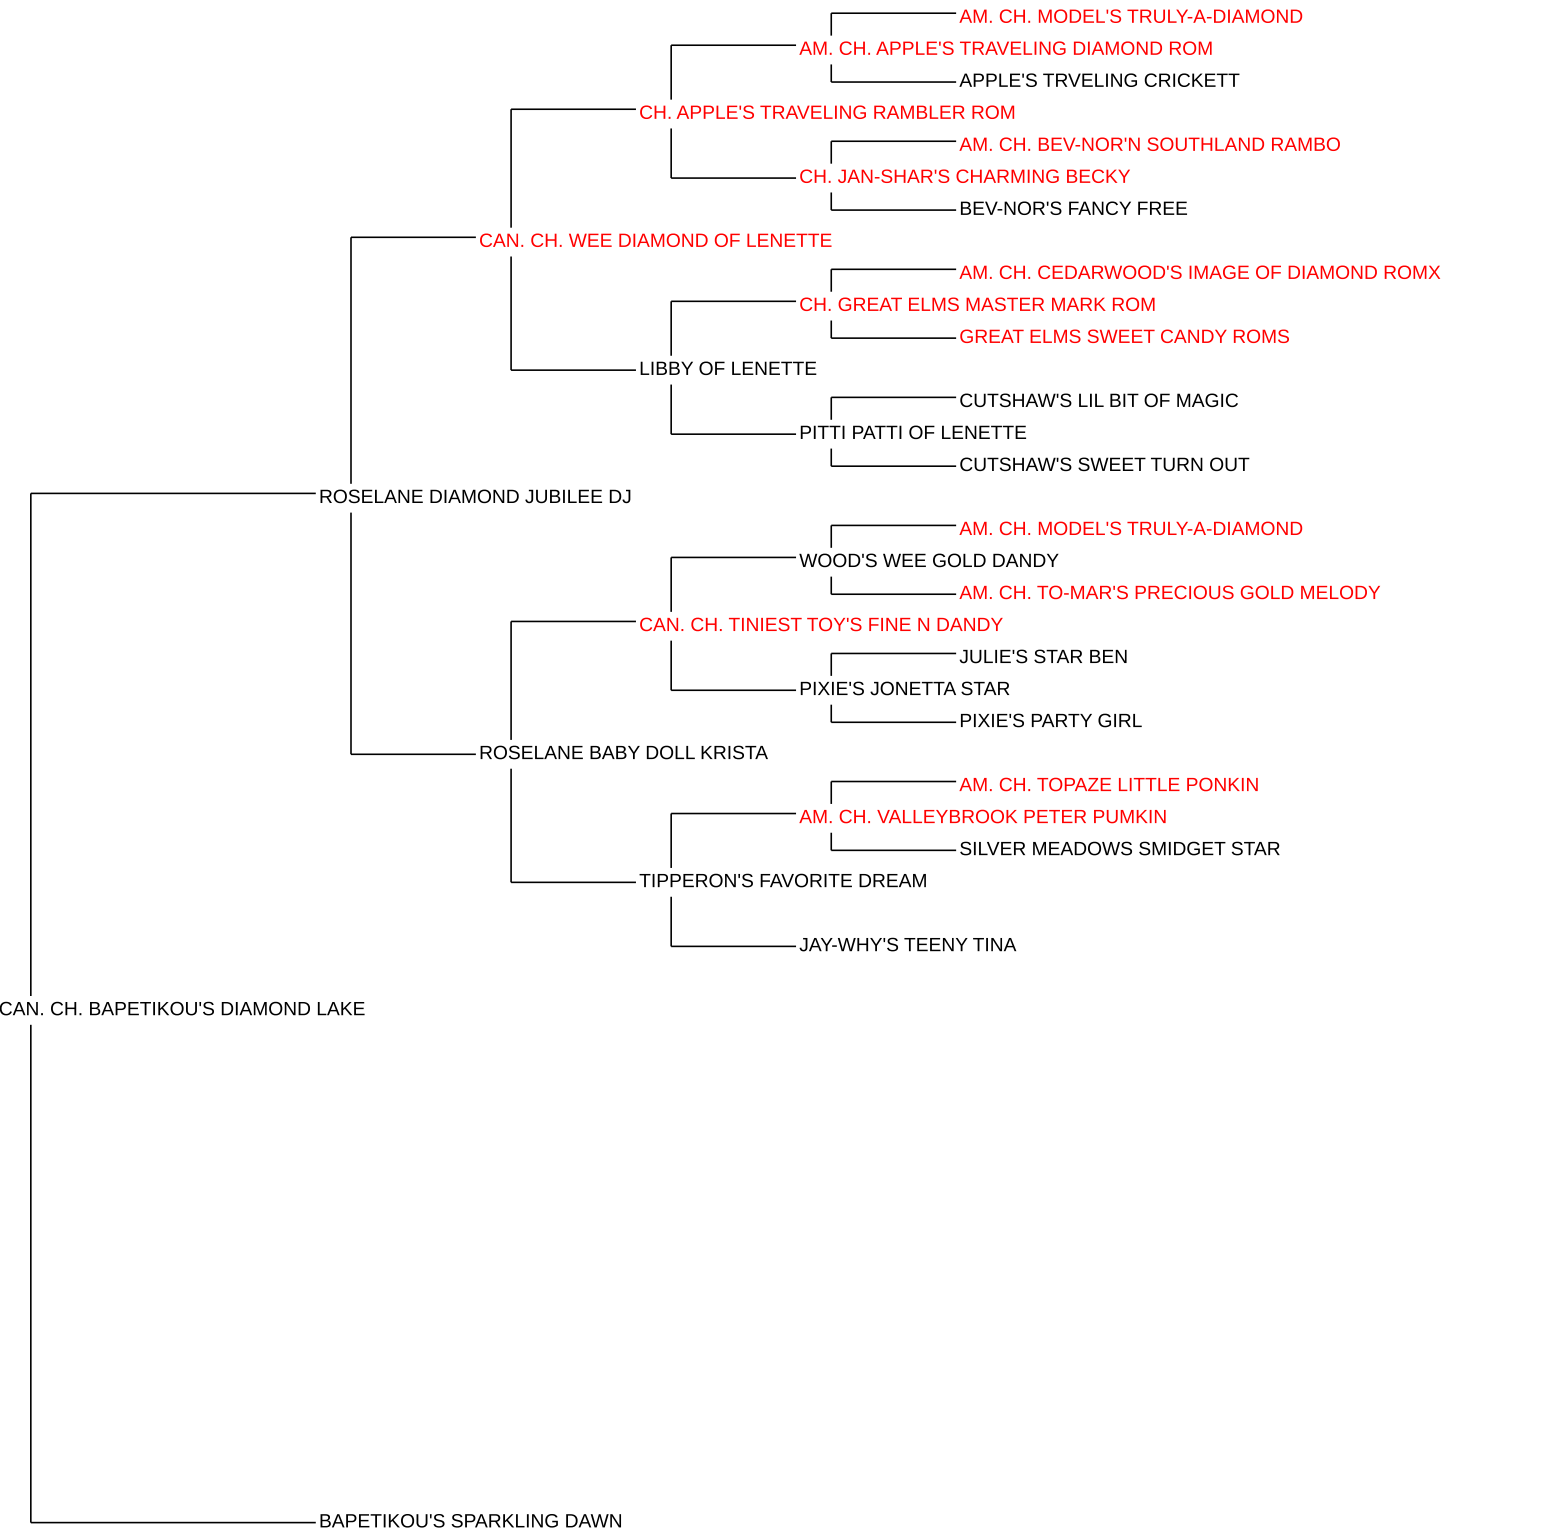 AM. CH. MODEL'S TRULY-A-DIAMOND
AM. CH. APPLE'S TRAVELING DIAMOND ROM
APPLE'S TRVELING CRICKETT
CH. APPLE'S TRAVELING RAMBLER ROM
AM. CH. BEV-NOR'N SOUTHLAND RAMBO
CH. JAN-SHAR'S CHARMING BECKY
BEV-NOR'S FANCY FREE
CAN. CH. WEE DIAMOND OF LENETTE
AM. CH. CEDARWOOD'S IMAGE OF DIAMOND ROMX
CH. GREAT ELMS MASTER MARK ROM
GREAT ELMS SWEET CANDY ROMS
LIBBY OF LENETTE
CUTSHAW'S LIL BIT OF MAGIC
PITTI PATTI OF LENETTE
CUTSHAW'S SWEET TURN OUT
ROSELANE DIAMOND JUBILEE DJ
AM. CH. MODEL'S TRULY-A-DIAMOND
WOOD'S WEE GOLD DANDY
AM. CH. TO-MAR'S PRECIOUS GOLD MELODY
CAN. CH. TINIEST TOY'S FINE N DANDY
JULIE'S STAR BEN
PIXIE'S JONETTA STAR
PIXIE'S PARTY GIRL
ROSELANE BABY DOLL KRISTA
AM. CH. TOPAZE LITTLE PONKIN
AM. CH. VALLEYBROOK PETER PUMKIN
SILVER MEADOWS SMIDGET STAR
TIPPERON'S FAVORITE DREAM
JAY-WHY'S TEENY TINA
CAN. CH. BAPETIKOU'S DIAMOND LAKE
BAPETIKOU'S SPARKLING DAWN